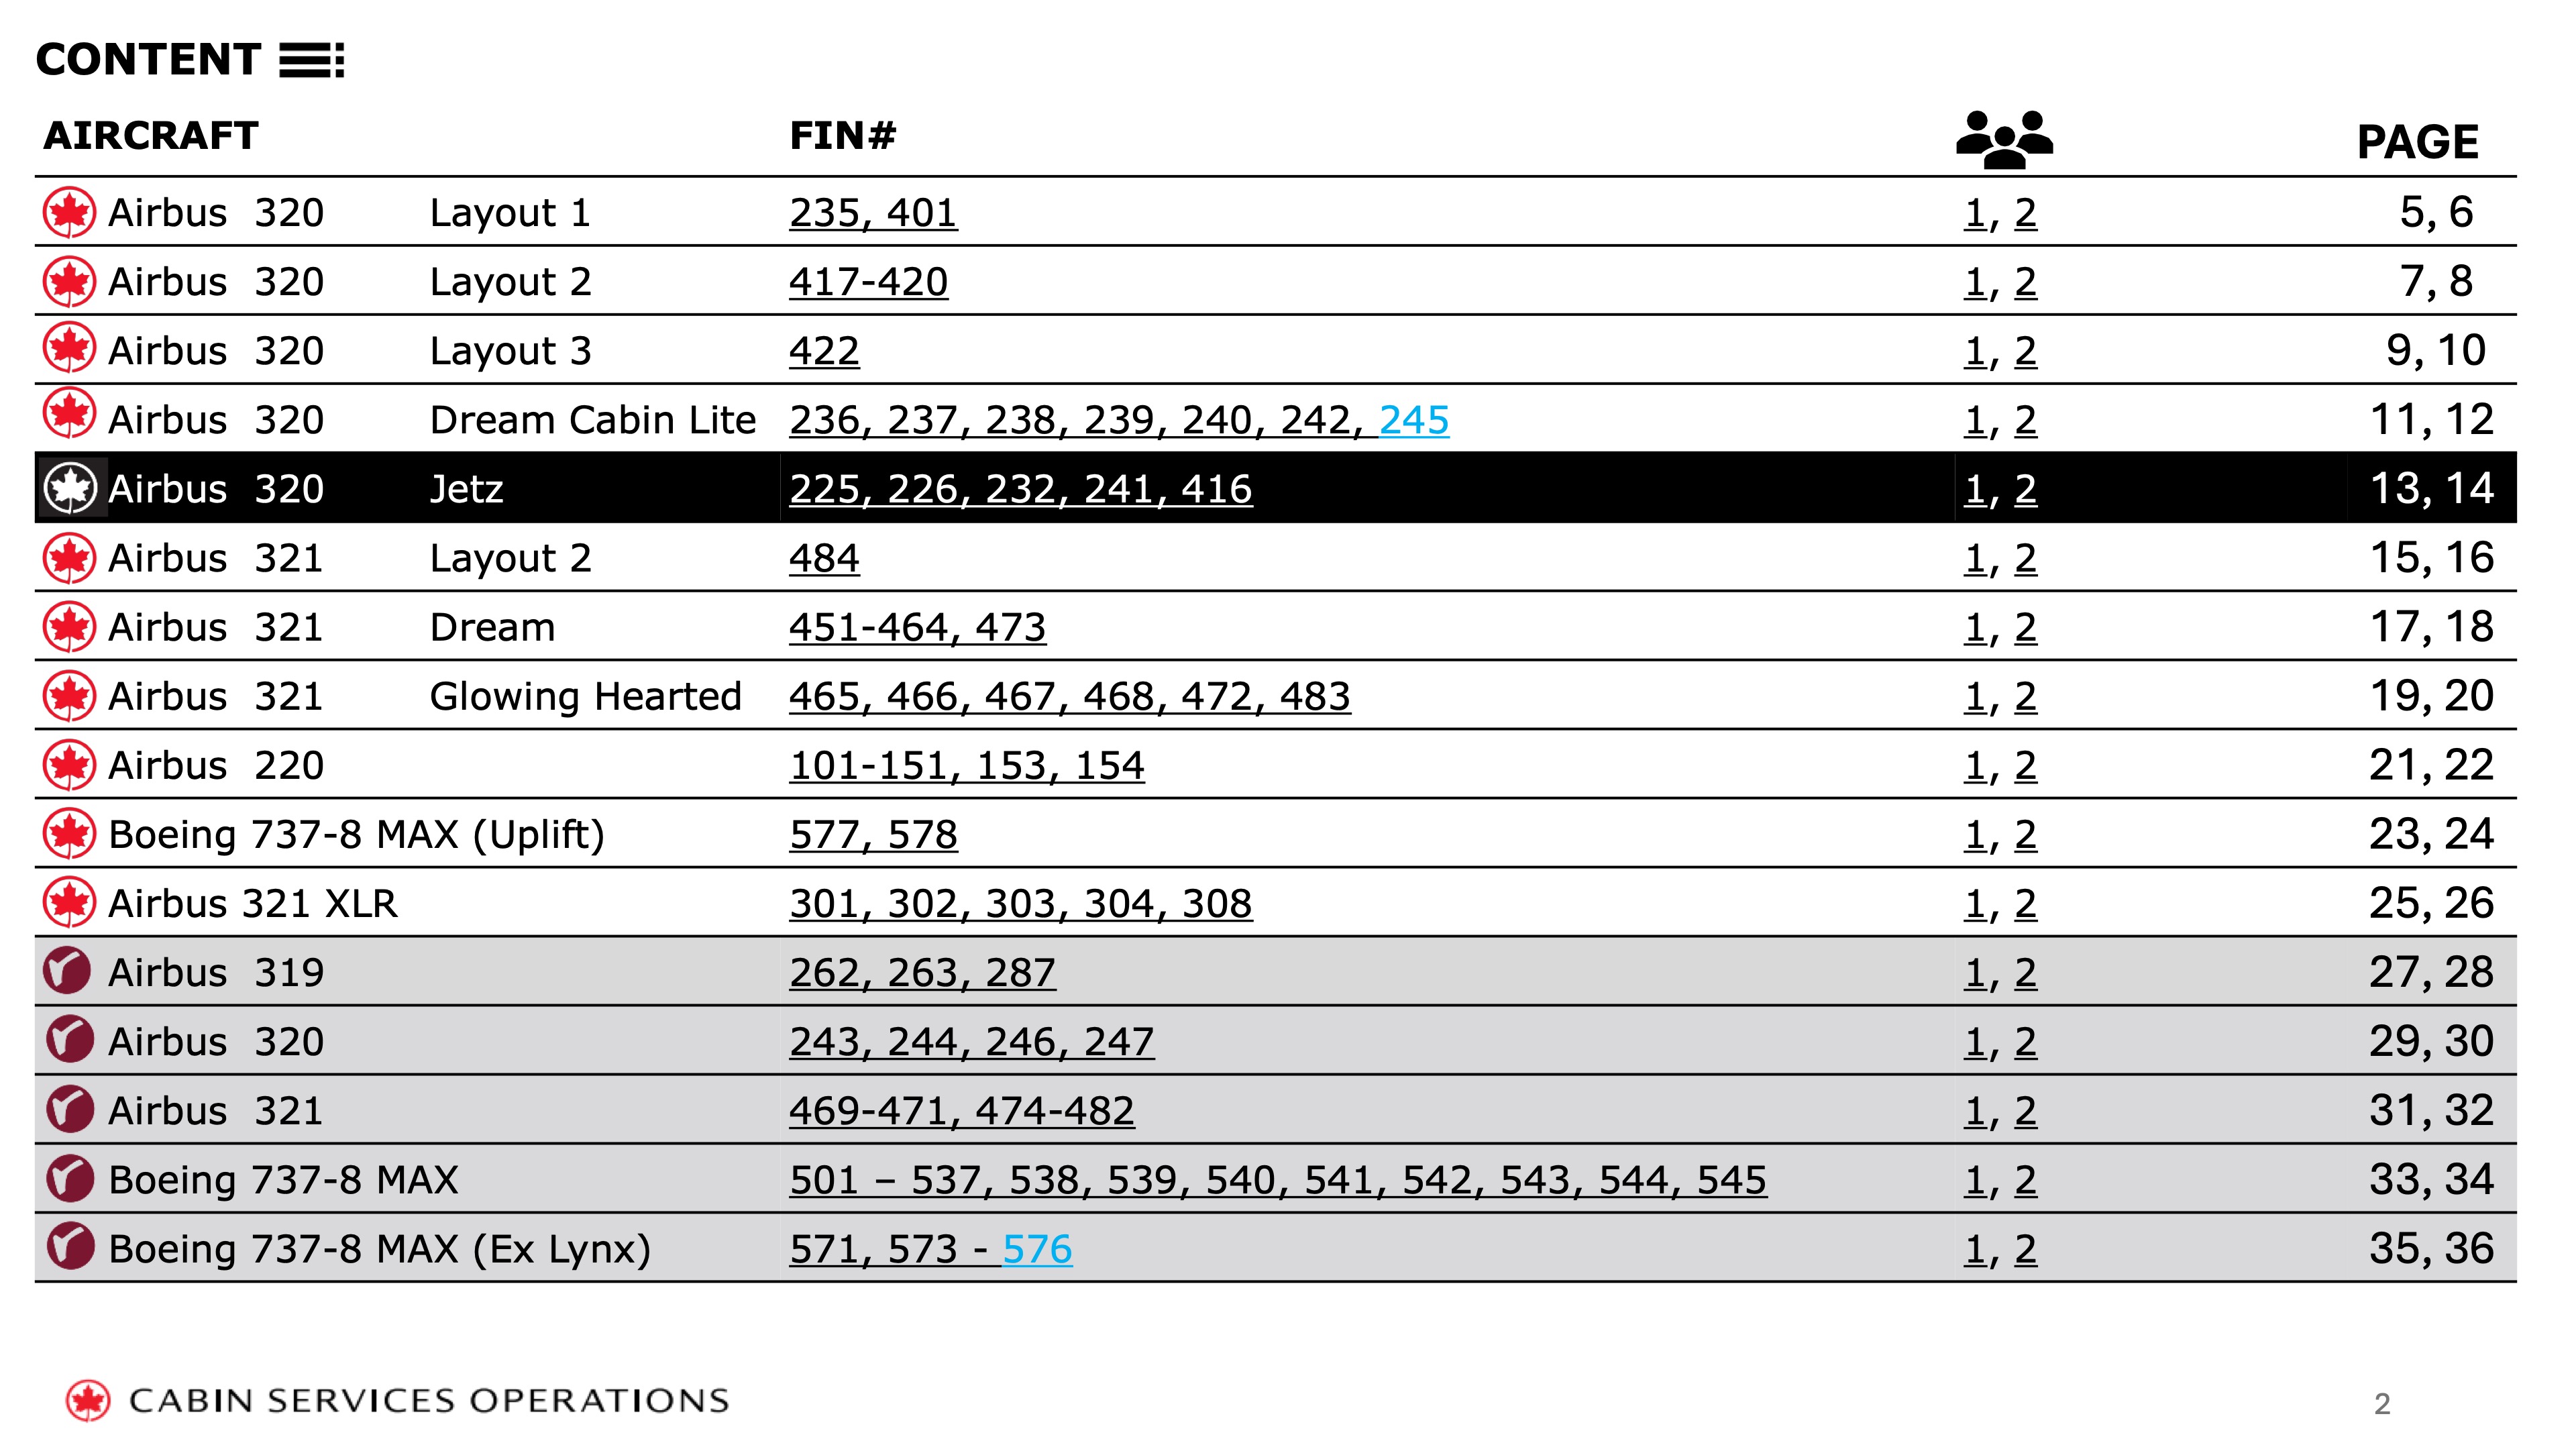 CONTENT
AIRCRAFT FIN# PAGE
Airbus 320 Layout 1 235, 401 1, 2 5, 6
Airbus 320 Layout 2 417-420 1, 2 7, 8
Airbus 320 Layout 3 422 1, 2 9, 10
Airbus 320 Dream Cabin Lite 236, 237, 238, 239, 240, 242, 245 1, 2 11, 12
Airbus 320 Jetz 225, 226, 232, 241, 416 1, 2 13, 14
Airbus 321 Layout 2 484 1, 2 15, 16
Airbus 321 Dream 451-464, 473 1, 2 17, 18
Airbus 321 Glowing Hearted 465, 466, 467, 468, 472, 483 1, 2 19, 20
Airbus 220 101-151, 153, 154 1, 2 21, 22
Boeing 737-8 MAX (Uplift) 577, 578 1, 2 23, 24
Airbus 321 XLR 301, 302, 303, 304, 308 1, 2 25, 26
Airbus 319 262, 263, 287 1, 2 27, 28
Airbus 320 243, 244, 246, 247 1, 2 29, 30
Airbus 321 469-471, 474-482 1, 2 31, 32
Boeing 737-8 MAX 501 – 537, 538, 539, 540, 541, 542, 543, 544, 545 1, 2 33, 34
Boeing 737-8 MAX (Ex Lynx) 571, 573 - 576 1, 2 35, 36
CABIN SERVICES OPERATIONS 2